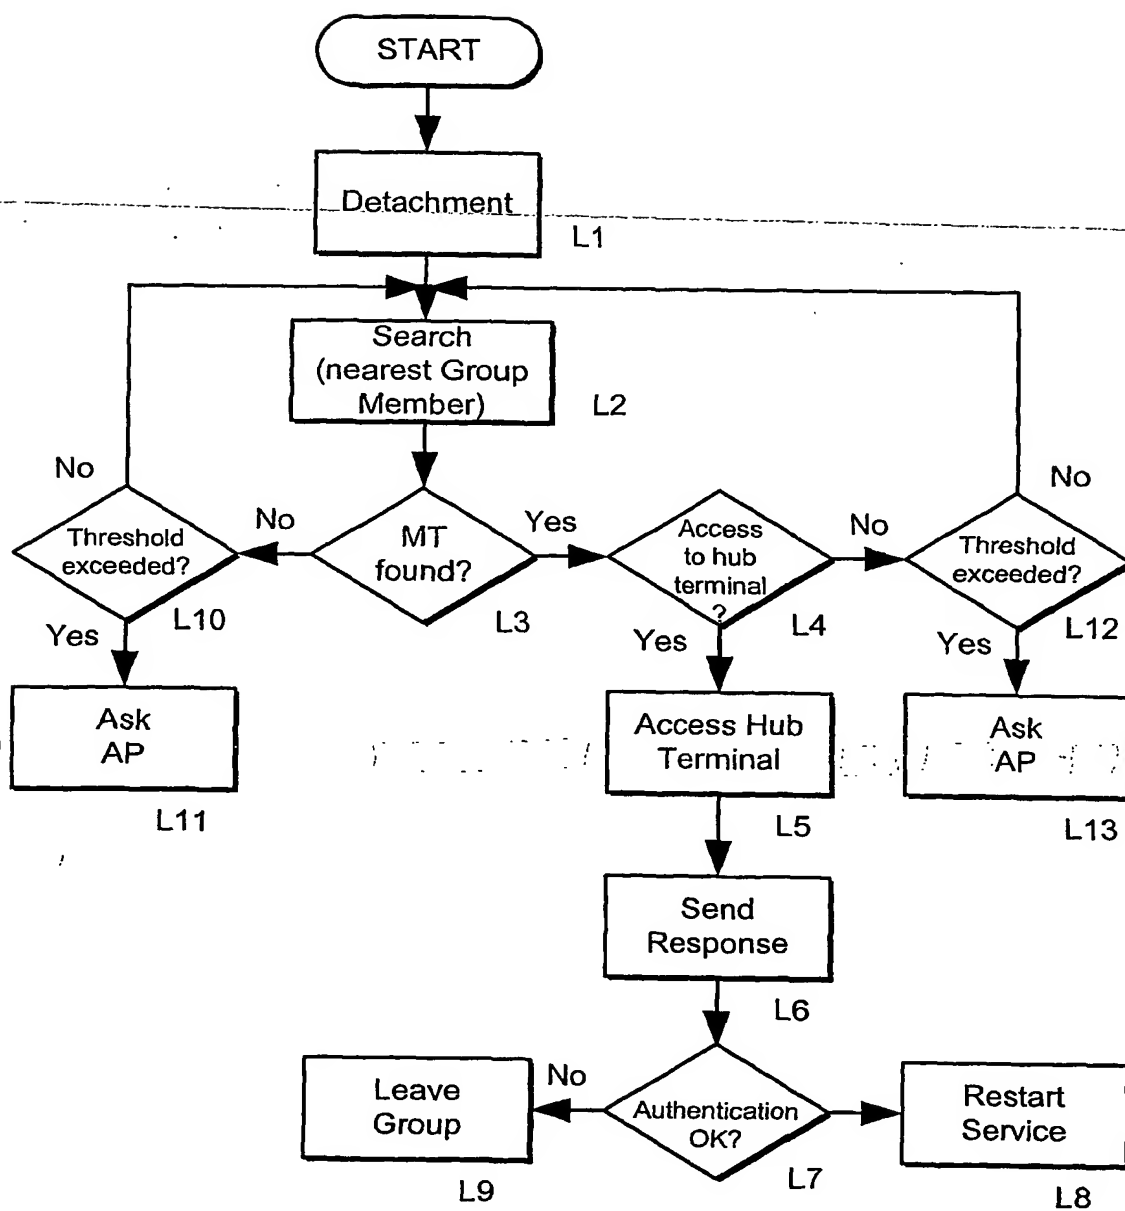 START
Detachment
L1
Search
(nearest Group
Member)
L2
No
No
Threshold
exceeded?
L10
No
MT
found?
L3
Yes
Access
to hub
terminal
?
L4
No
Threshold
exceeded?
L12
Yes
Ask
AP
L11
Yes
Access Hub
Terminal
L5
Yes
Ask
AP
L13
Send
Response
L6
Authentication
OK?
L7
No
Leave
Group
L9
Restart
Service
L8